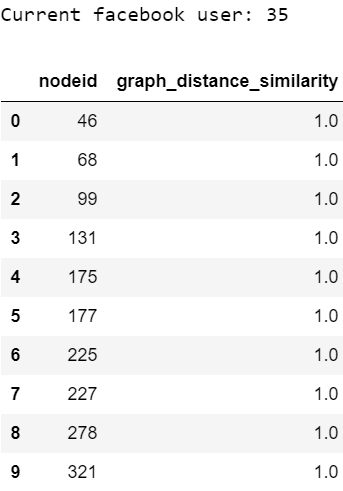 Current facebook user: 35
nodeid graph_distance_similarity
0 46 1.0
1 68 1.0
2 99 1.0
3 131 1.0
4 175 1.0
5 177 1.0
6 225 1.0
7 227 1.0
8 278 1.0
9 321 1.0